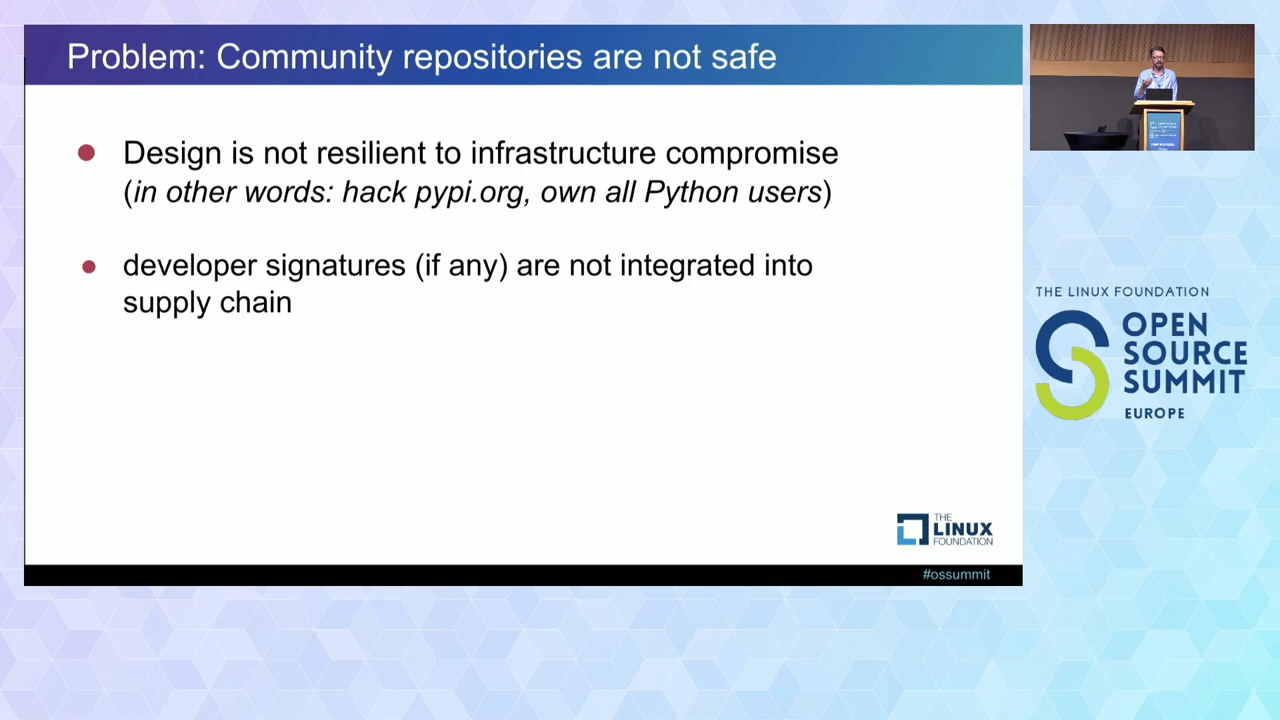 Problem: Community repositories are not safe
Design is not resilient to infrastructure compromise
(in other words: hack pypi.org, own all Python users)
developer signatures (if any) are not integrated into
supply chain
THE
LINUX
FOUNDATION
#ossummit
THE LINUX FOUNDATION
OPEN
SOURCE
SUMMIT
EUROPE